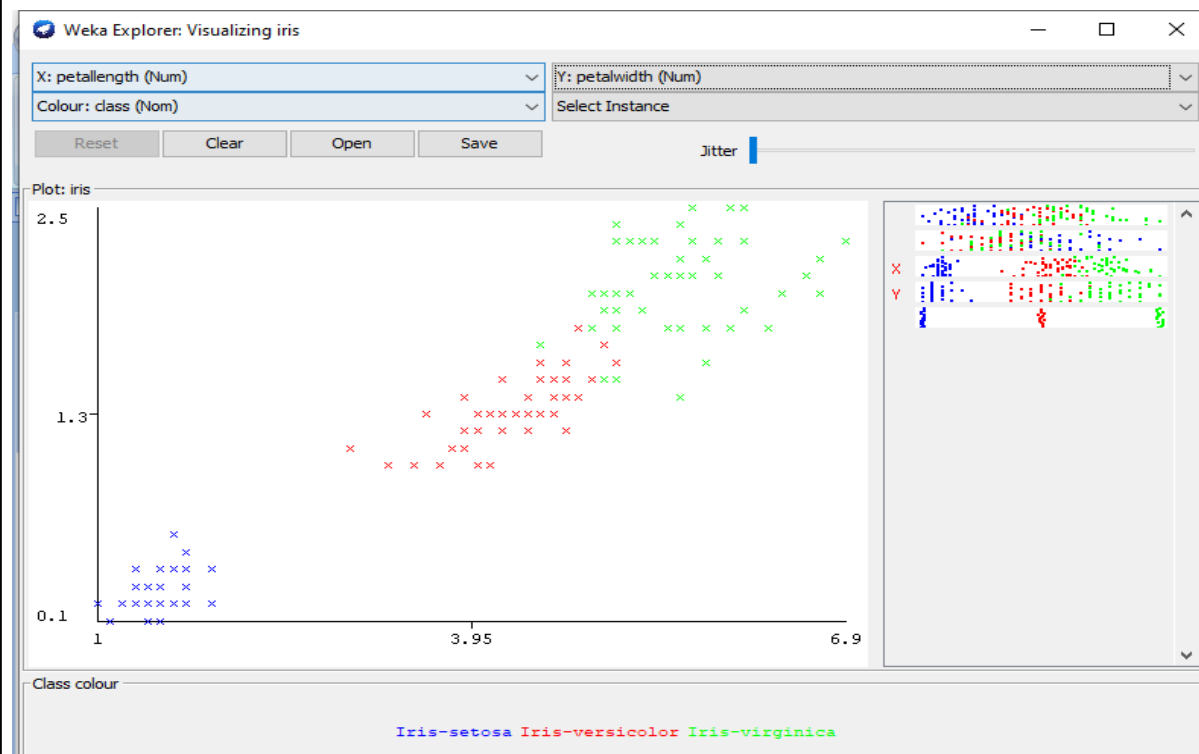 Weka Explorer: Visualizing iris
X: petallength (Num) Y: petalwidth (Num)
Colour: class (Nom) Select Instance
Reset Clear Open Save Jitter
Plot: iris
2.5
X
Y
1.3
0.1
1 3.95 6.9
Class colour
Iris-setosa Iris-versicolor Iris-virginica